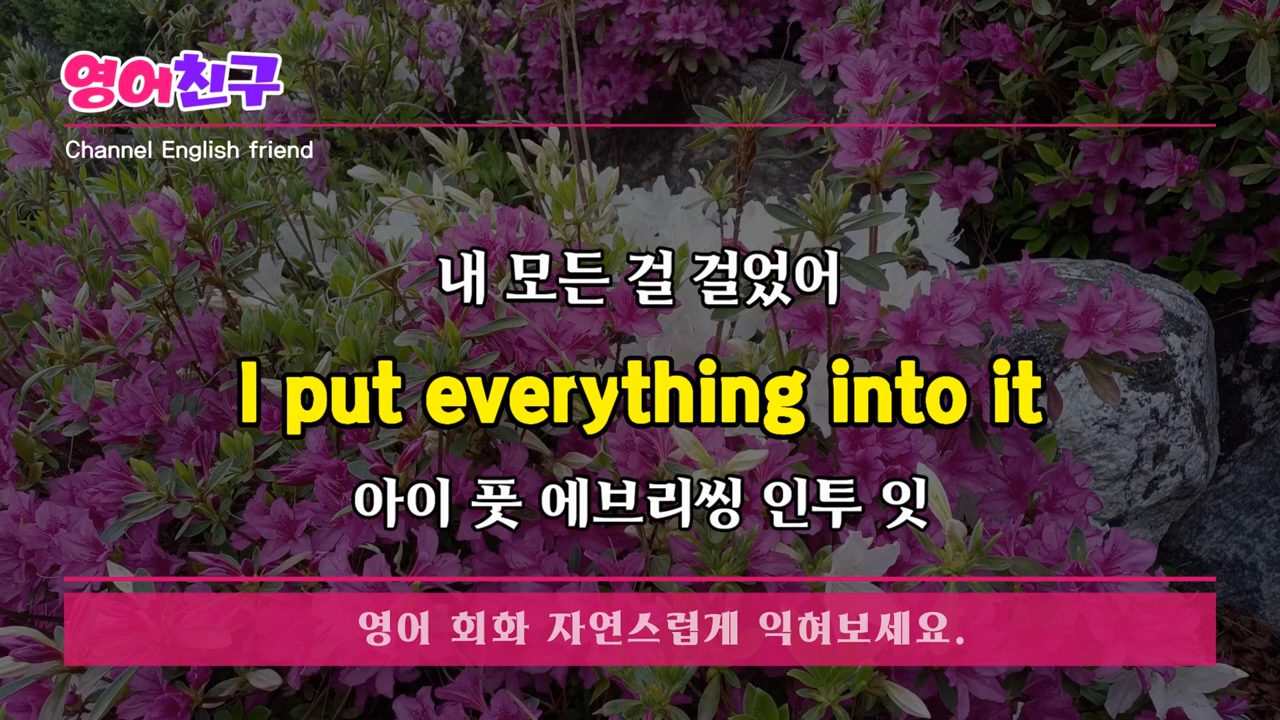 영어친구
Channel English friend
내 모든 걸 걸었어
I put everything into it
아이 풋 에브리씽 인투 잇
영어 회화 자연스럽게 익혀보세요.